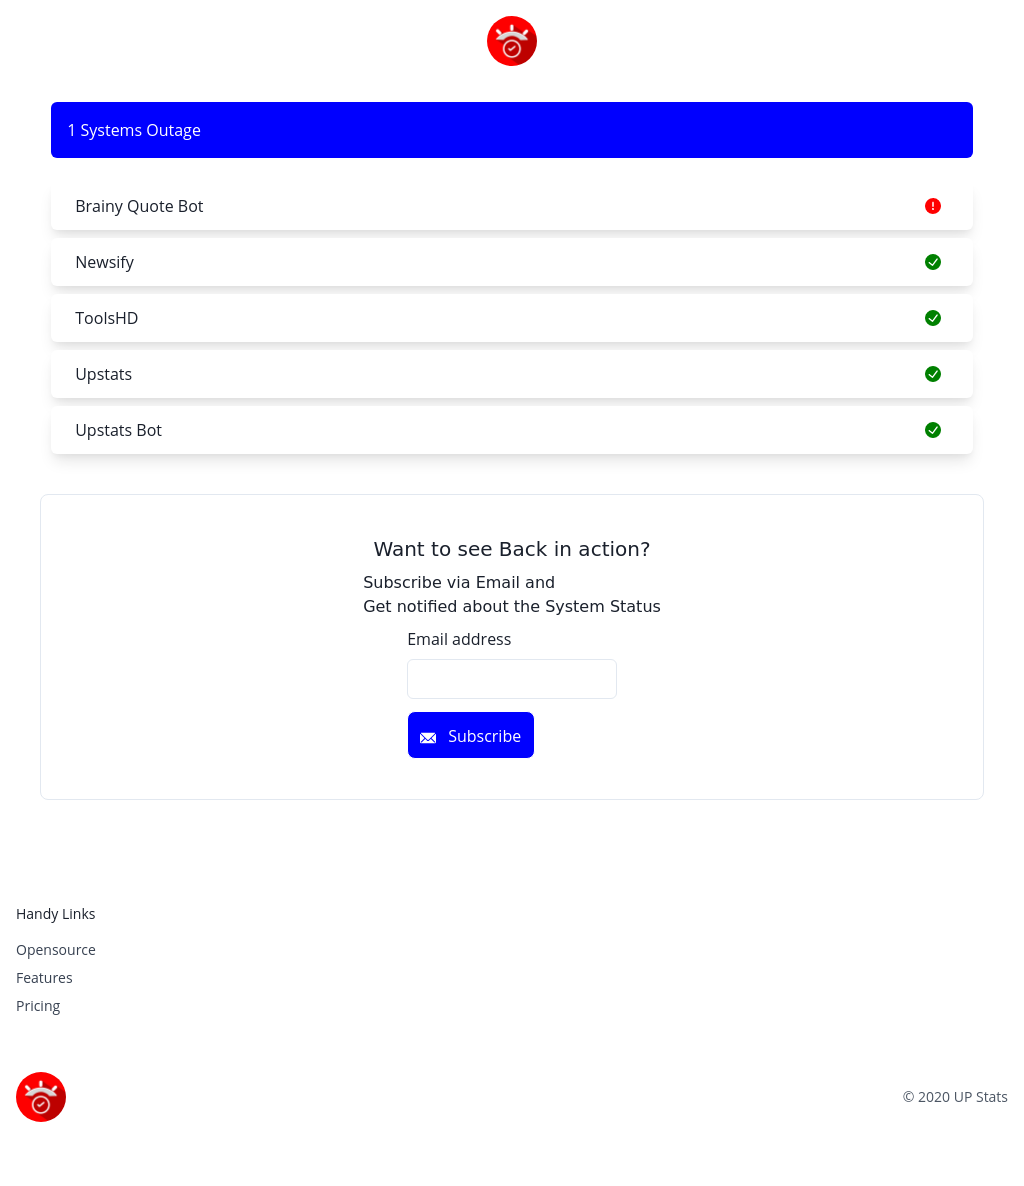 1 Systems Outage
Brainy Quote Bot
Newsify
ToolsHD
Upstats
Upstats Bot
Want to see Back in action?
Subscribe via Email and
Get notified about the System Status
Email address
Subscribe
Handy Links
Opensource
Features
Pricing
© 2020 UP Stats